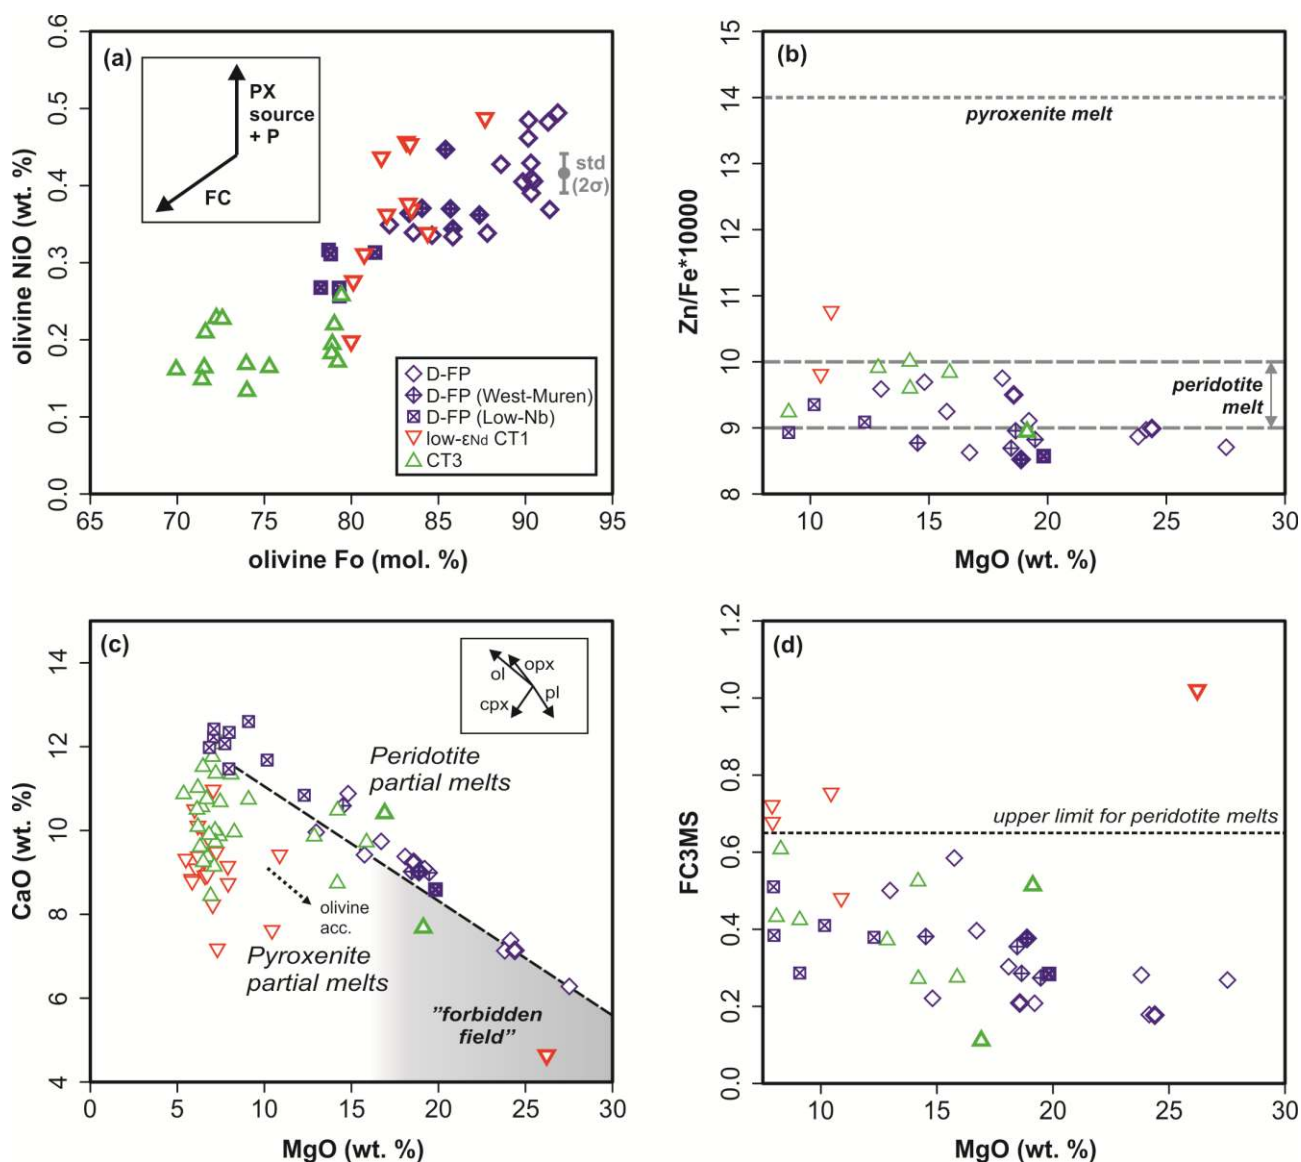 (a)
0.6
0.5
0.4
0.3
0.2
0.1
0.0
olivine NiO (wt. %)
PX
source
+ P
FC
std
(2σ)
D-FP
D-FP (West-Muren)
D-FP (Low-Nb)
low-εNd CT1
CT3
65 70 75 80 85 90 95
olivine Fo (mol. %)
(b)
15
14
13
12
11
10
9
8
Zn/Fe*10000
pyroxenite melt
peridotite
melt
10 15 20 25 30
MgO (wt. %)
(c)
14
12
10
8
6
4
CaO (wt. %)
opx
ol
cpx
pl
Peridotite
partial melts
olivine
acc.
Pyroxenite
partial melts
"forbidden
field"
0 5 10 15 20 25 30
MgO (wt. %)
(d)
1.2
1.0
0.8
0.6
0.4
0.2
0.0
FC3MS
upper limit for peridotite melts
10 15 20 25 30
MgO (wt. %)